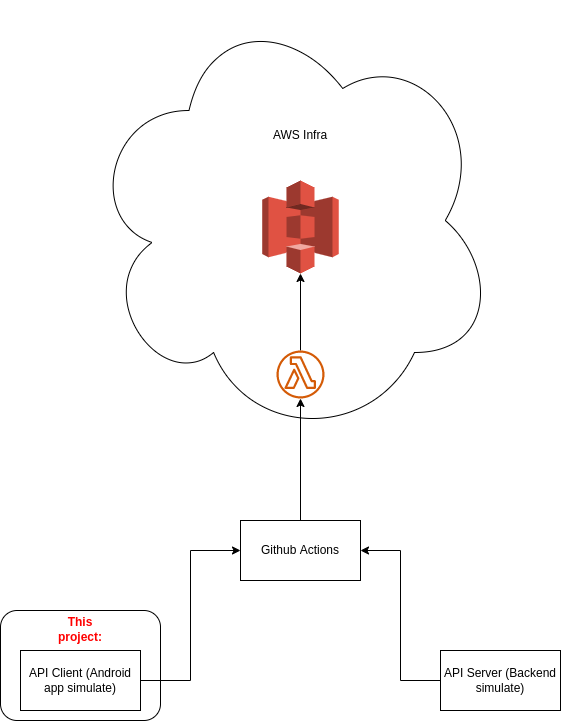 AWS Infra
Github Actions
This
project:
API Client (Android
app simulate)
API Server (Backend
simulate)